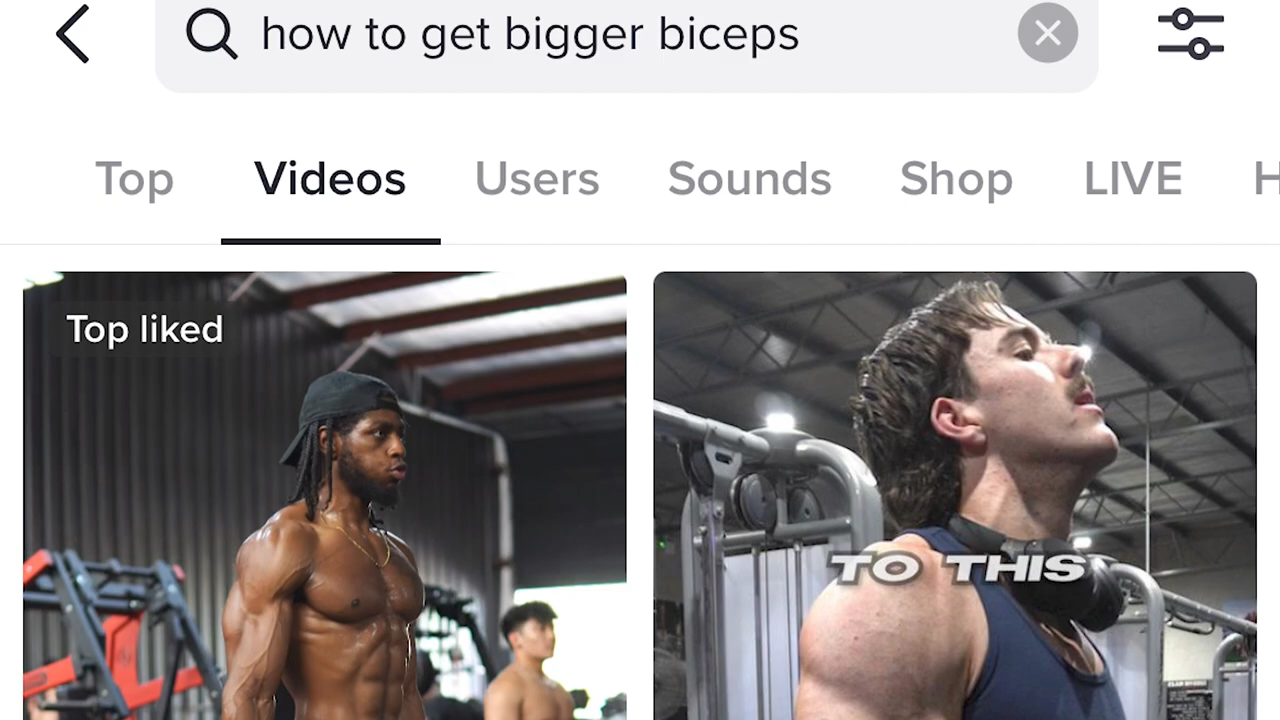 how to get bigger biceps
Top Videos Users Sounds Shop LIVE H
Top liked
TO THIS